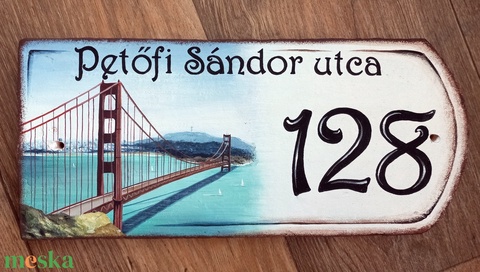 Petőfi Sándor utca
128
meska